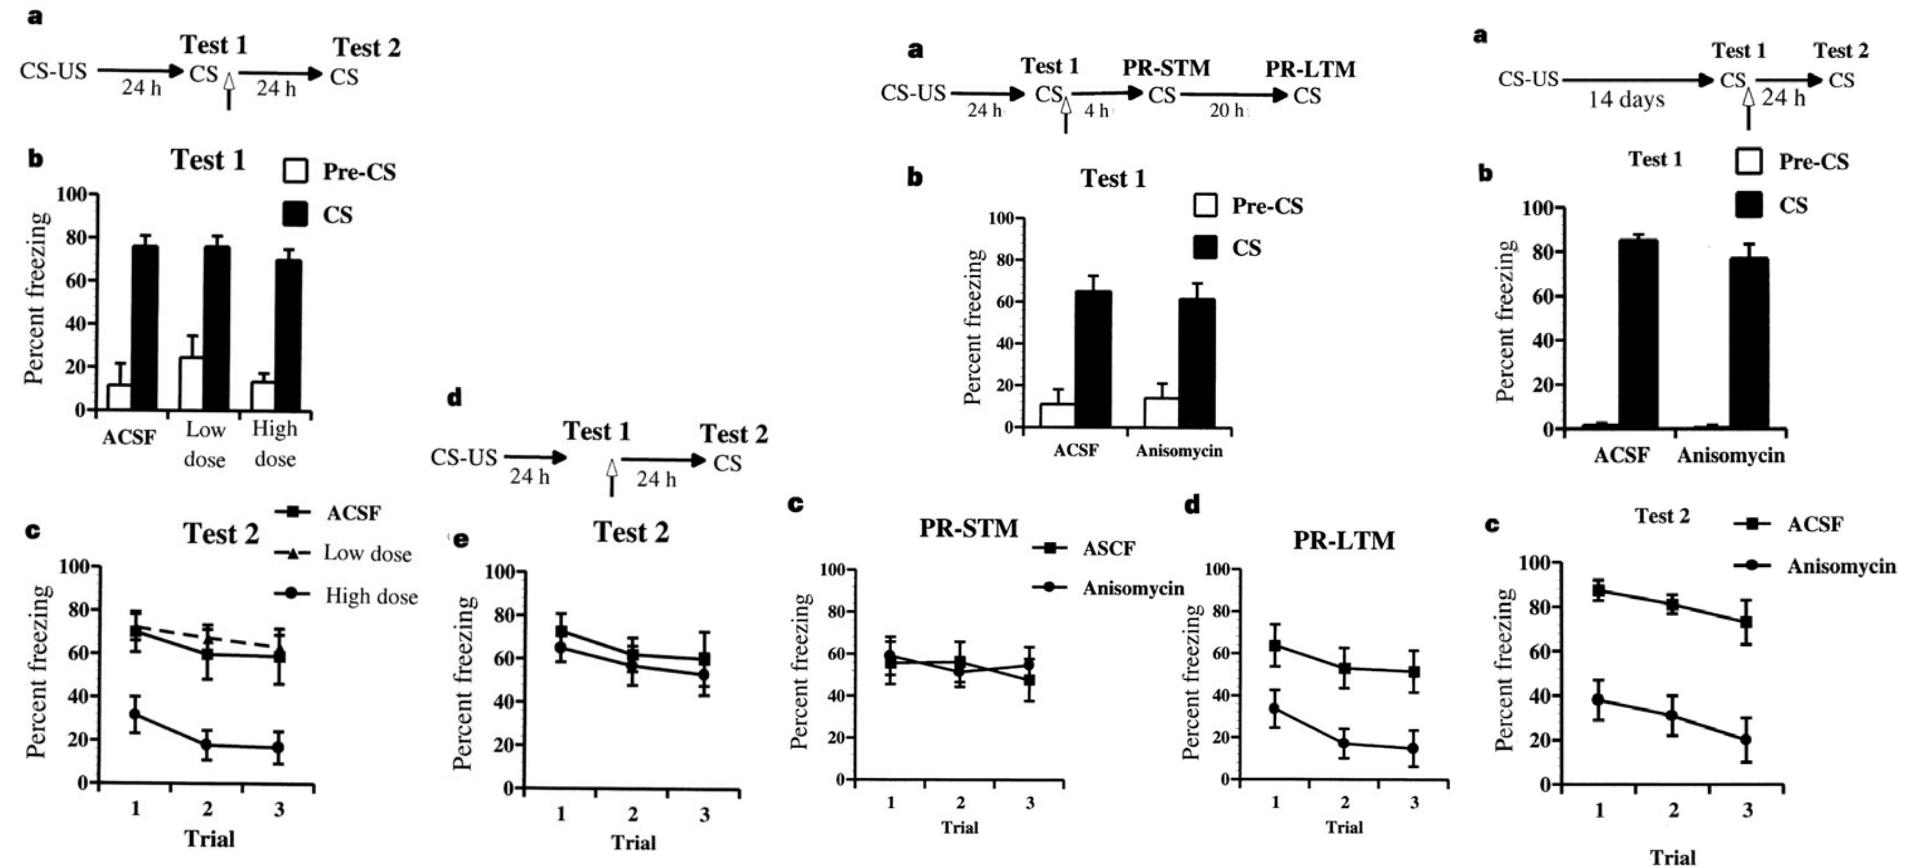 a
Test 1
Test 2
CS-US
CS
CS
24 h
24 h
b
Test 1
Pre-CS
CS
Percent freezing
100
80
60
40
20
0
ACSF
Low dose
High dose
c
Test 2
ACSF
Low dose
High dose
Percent freezing
100
80
60
40
20
0
1 2 3
Trial
d
Test 1
Test 2
CS-US
CS
24 h
24 h
e
Test 2
Percent freezing
100
80
60
40
20
0
1 2 3
Trial
a
Test 1
PR-STM
PR-LTM
CS-US
CS
CS
CS
24 h
4 h
20 h
b
Test 1
Pre-CS
CS
Percent freezing
100
80
60
40
20
0
ACSF
Anisomycin
c
PR-STM
ASCF
Anisomycin
Percent freezing
100
80
60
40
20
0
1 2 3
Trial
d
PR-LTM
Percent freezing
100
80
60
40
20
0
1 2 3
Trial
a
Test 1
Test 2
CS-US
CS
CS
14 days
24 h
b
Test 1
Pre-CS
CS
Percent freezing
100
80
60
40
20
0
ACSF
Anisomycin
c
Test 2
ACSF
Anisomycin
Percent freezing
100
80
60
40
20
0
1 2 3
Trial